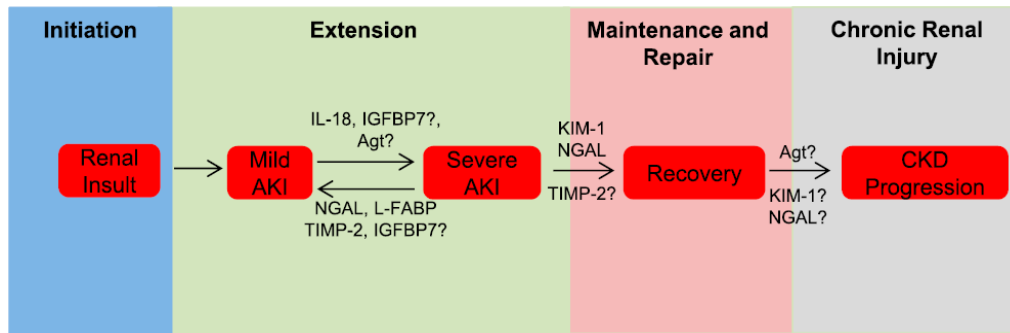 Initiation
Extension
Maintenance and
Repair
Chronic Renal
Injury
Renal
Insult
Mild
AKI
IL-18, IGFBP7?,
Agt?
NGAL, L-FABP
TIMP-2, IGFBP7?
Severe
AKI
KIM-1
NGAL
TIMP-2?
Recovery
Agt?
KIM-1?
NGAL?
CKD
Progression